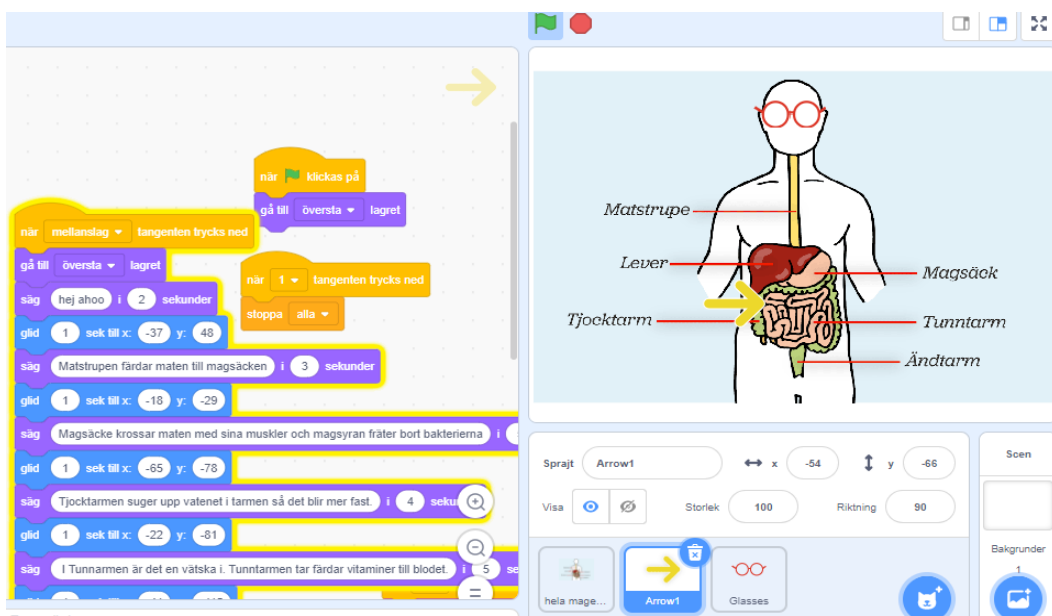 när klickas på
gå till översta lagret
när mellanslag tangenten trycks ned
gå till översta lagret
säg hej ahoo i 2 sekunder
glid 1 sek till x: -37 y: 48
säg Matstrupen färdar maten till magsäcken i 3 sekunder
glid 1 sek till x: -18 y: -29
säg Magsäcke krossar maten med sina muskler och magsyran fräter bort bakterierna i
glid 1 sek till x: -65 y: -78
säg Tjocktarmen suger upp vatenet i tarmen så det blir mer fast. i 4 seku
glid 1 sek till x: -22 y: -81
säg I Tunnarmen är det en vätska i. Tunntarmen tar färdar vitaminer till blodet. i 5 se
när 1 tangenten trycks ned
stoppa alla
Matstrupe
Lever
Magsäck
Tjocktarm
Tunntarm
Ändtarm
Sprajt Arrow1 x -54 y -66
Visa Storlek 100 Riktning 90
hela mage...
Arrow1
Glasses
Scen
Bakgrunder
1